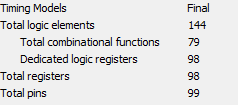 Timing Models Final
Total logic elements 144
Total combinational functions 79
Dedicated logic registers 98
Total registers 98
Total pins 99